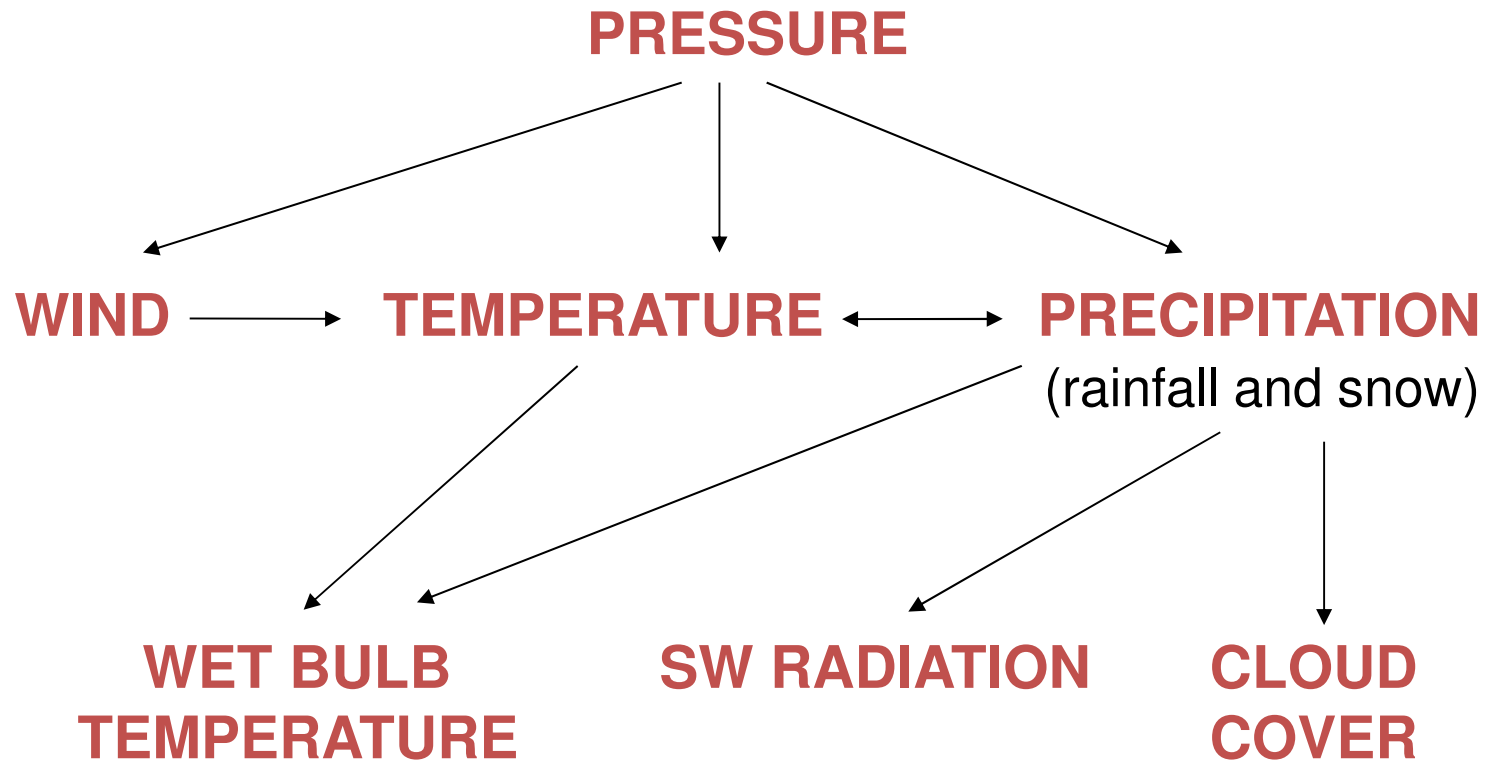 PRESSURE
WIND
TEMPERATURE
PRECIPITATION
(rainfall and snow)
WET BULB
TEMPERATURE
SW RADIATION
CLOUD
COVER